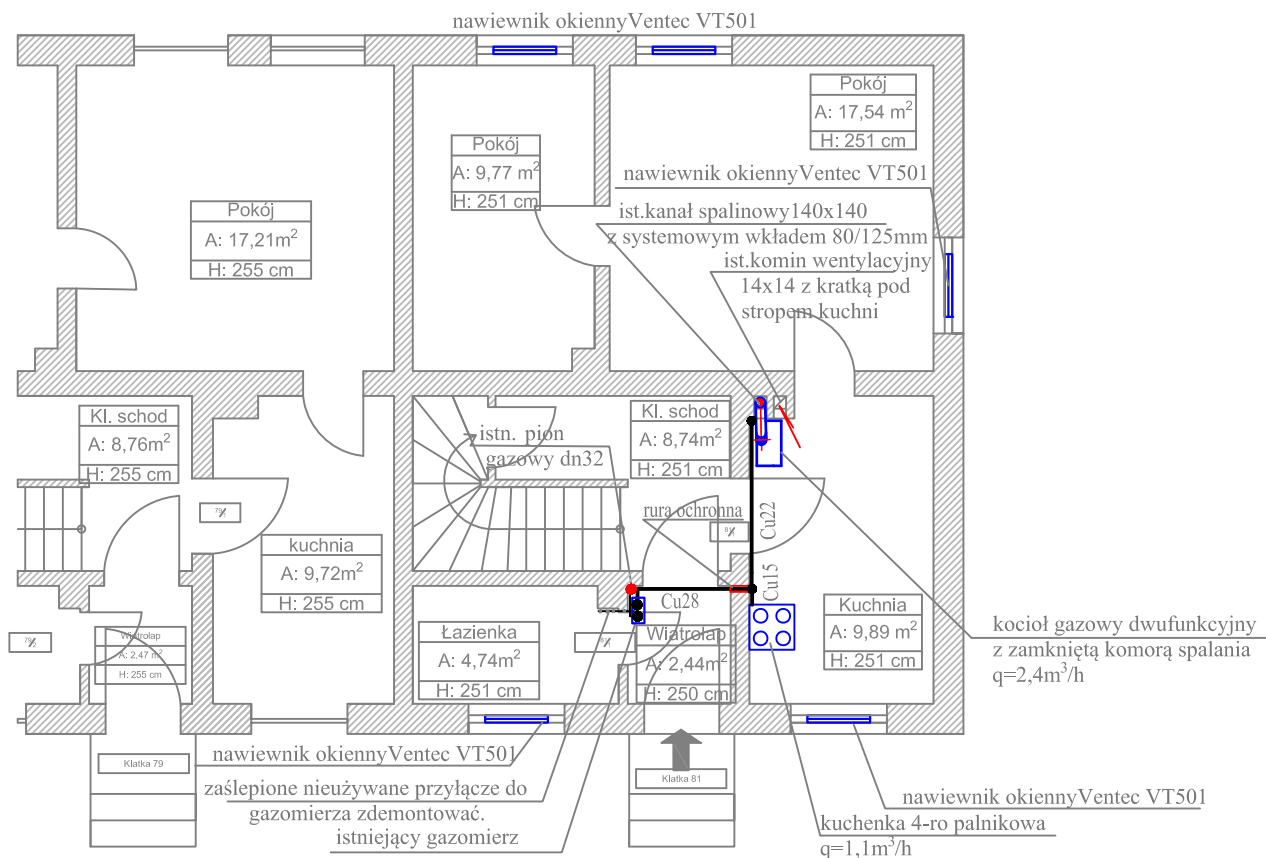 nawiewnik okiennyVentec VT501
Pokój
A: 17,54 m²
H: 251 cm
Pokój
A: 9,77 m²
H: 251 cm
nawiewnik okiennyVentec VT501
Pokój
A: 17,21m²
H: 255 cm
ist.kanał spalinowy140x140
z systemowym wkładem 80/125mm
ist.komin wentylacyjny
14x14 z kratką pod
stropem kuchni
Kl. schod
A: 8,76m²
H: 255 cm
istn. pion
gazowy dn32
Kl. schod
A: 8,74m²
H: 251 cm
rura ochronna
Cu22
kuchnia
A: 9,72m²
H: 255 cm
Cu15
Cu28
Łazienka
A: 4,74m²
H: 251 cm
Wiatrołap
A: 2,47 m²
H: 255 cm
Wiatrołap
A: 2,44m²
H: 250 cm
Kuchnia
A: 9,89 m²
H: 251 cm
kocioł gazowy dwufunkcyjny
z zamkniętą komorą spalania
q=2,4m³/h
nawiewnik okiennyVentec VT501
Klatka 79
Klatka 81
zaślepione nieużywane przyłącze do
gazomierza zdemontować.
istniejący gazomierz
nawiewnik okiennyVentec VT501
kuchenka 4-ro palnikowa
q=1,1m³/h